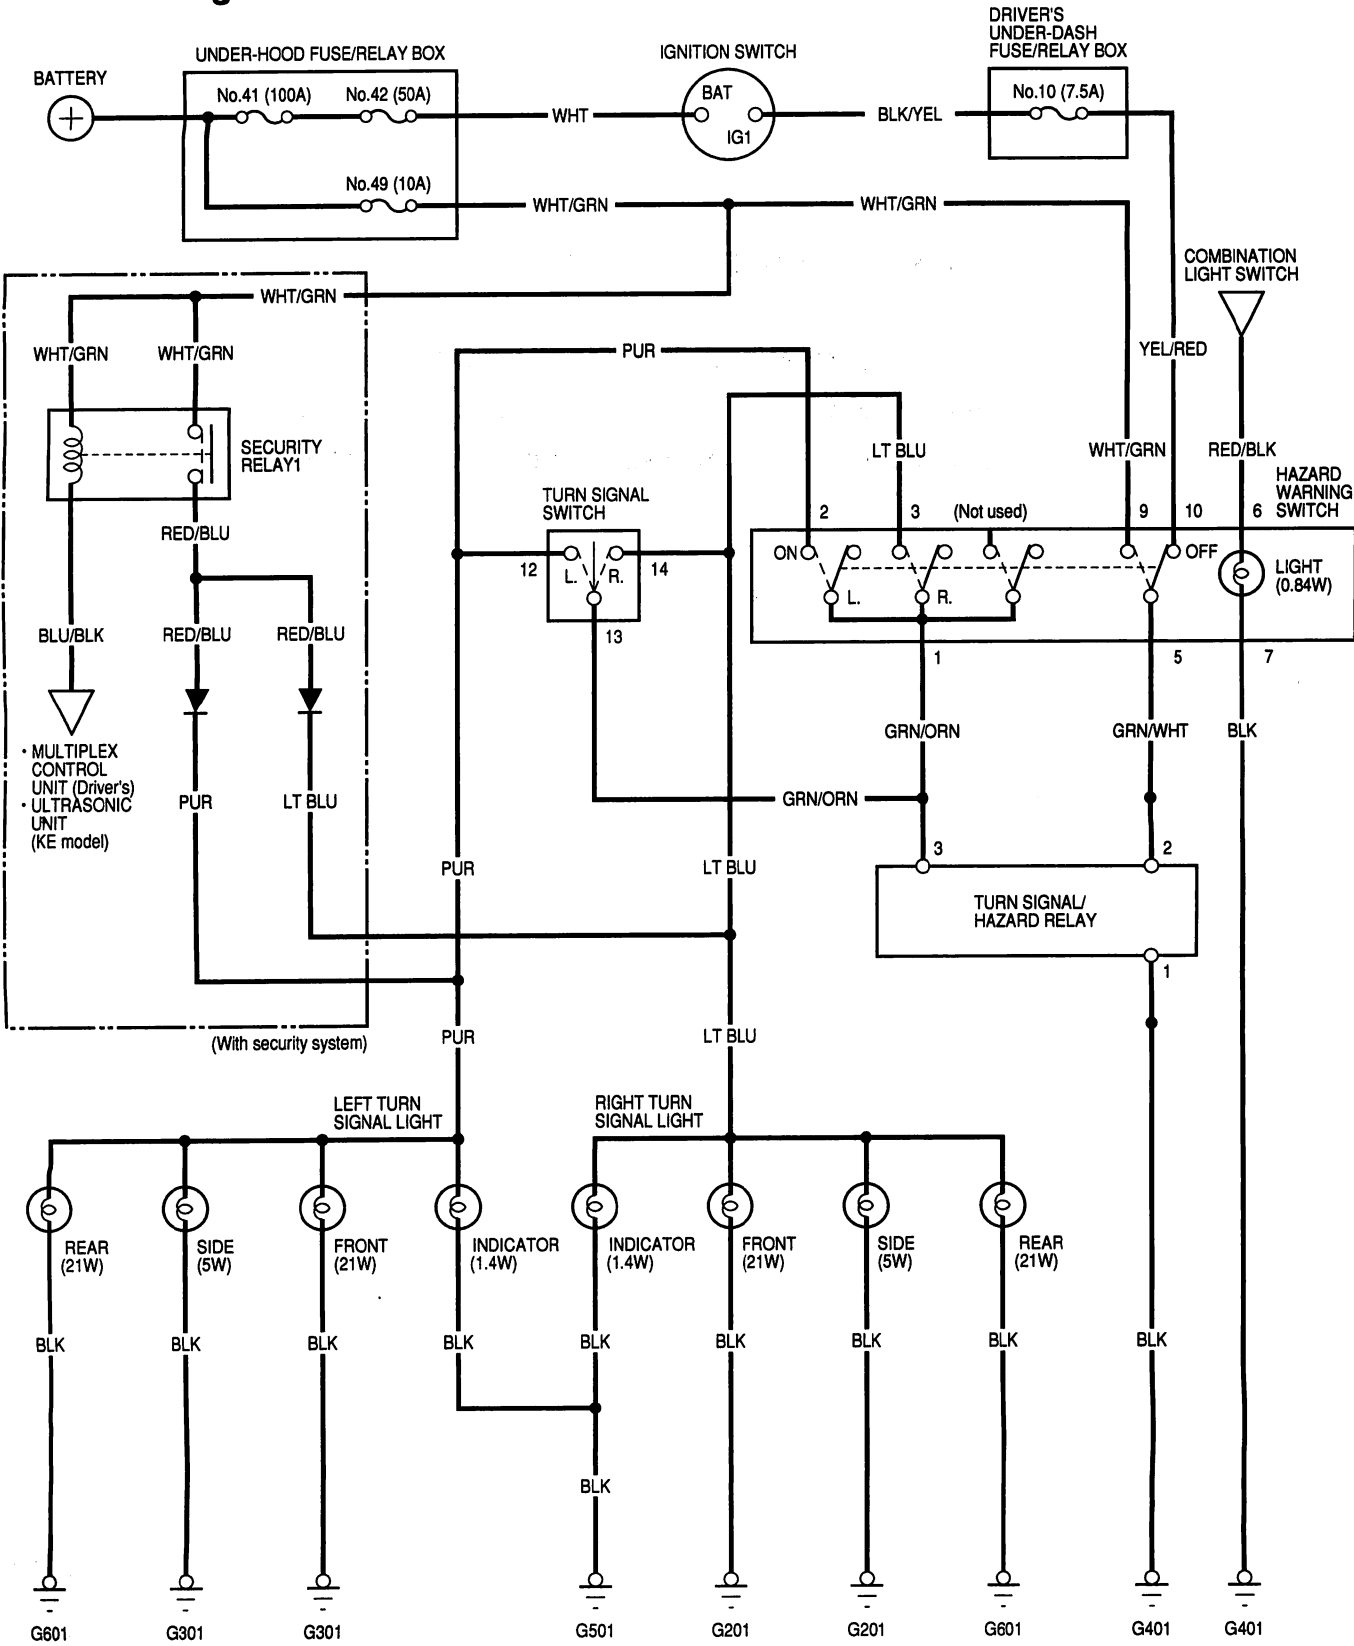 DRIVER'S
UNDER-DASH
FUSE/RELAY BOX
UNDER-HOOD FUSE/RELAY BOX
IGNITION SWITCH
BATTERY
No.41 (100A)
No.42 (50A)
WHT
BAT
IG1
BLK/YEL
No.10 (7.5A)
No.49 (10A)
WHT/GRN
WHT/GRN
COMBINATION
LIGHT SWITCH
WHT/GRN
WHT/GRN
WHT/GRN
PUR
YEL/RED
SECURITY
RELAY1
LT BLU
WHT/GRN
RED/BLK
HAZARD
WARNING
SWITCH
TURN SIGNAL
SWITCH
2
3
(Not used)
9
10
6
RED/BLU
12
L.
R.
14
13
ON
L.
R.
OFF
LIGHT
(0.84W)
1
5
7
BLU/BLK
RED/BLU
RED/BLU
GRN/ORN
GRN/WHT
BLK
• MULTIPLEX
CONTROL
UNIT (Driver's)
• ULTRASONIC
UNIT
(KE model)
PUR
LT BLU
GRN/ORN
3
2
PUR
LT BLU
TURN SIGNAL/
HAZARD RELAY
1
(With security system)
PUR
LT BLU
LEFT TURN
SIGNAL LIGHT
RIGHT TURN
SIGNAL LIGHT
REAR
(21W)
SIDE
(5W)
FRONT
(21W)
INDICATOR
(1.4W)
INDICATOR
(1.4W)
FRONT
(21W)
SIDE
(5W)
REAR
(21W)
BLK
BLK
BLK
BLK
BLK
BLK
BLK
BLK
BLK
BLK
G601
G301
G301
G501
G201
G201
G601
G401
G401